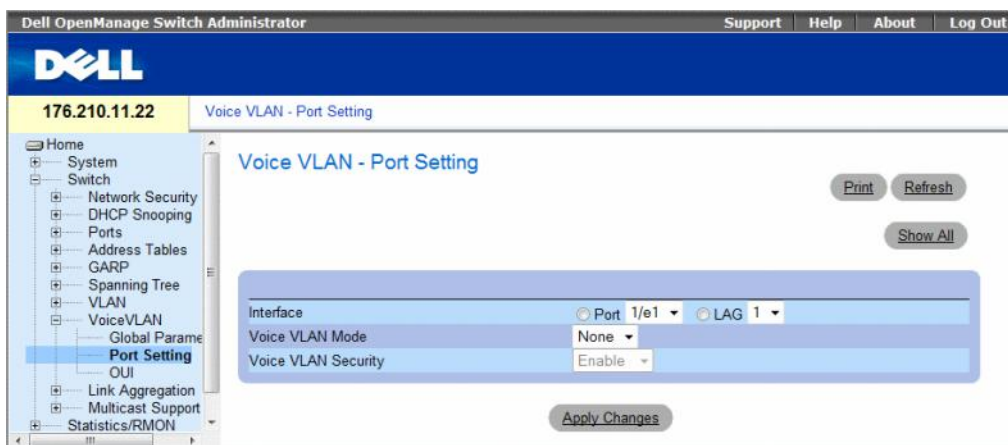 Dell OpenManage Switch Administrator Support Help About Log Out
DELL
176.210.11.22 Voice VLAN - Port Setting
Home
System
Switch
Network Security
DHCP Snooping
Ports
Address Tables
GARP
Spanning Tree
VLAN
VoiceVLAN
Global Parame
Port Setting
OUI
Link Aggregation
Multicast Support
Statistics/RMON
Voice VLAN - Port Setting
Print Refresh
Show All
Interface Port 1/e1 LAG 1
Voice VLAN Mode None
Voice VLAN Security Enable
Apply Changes